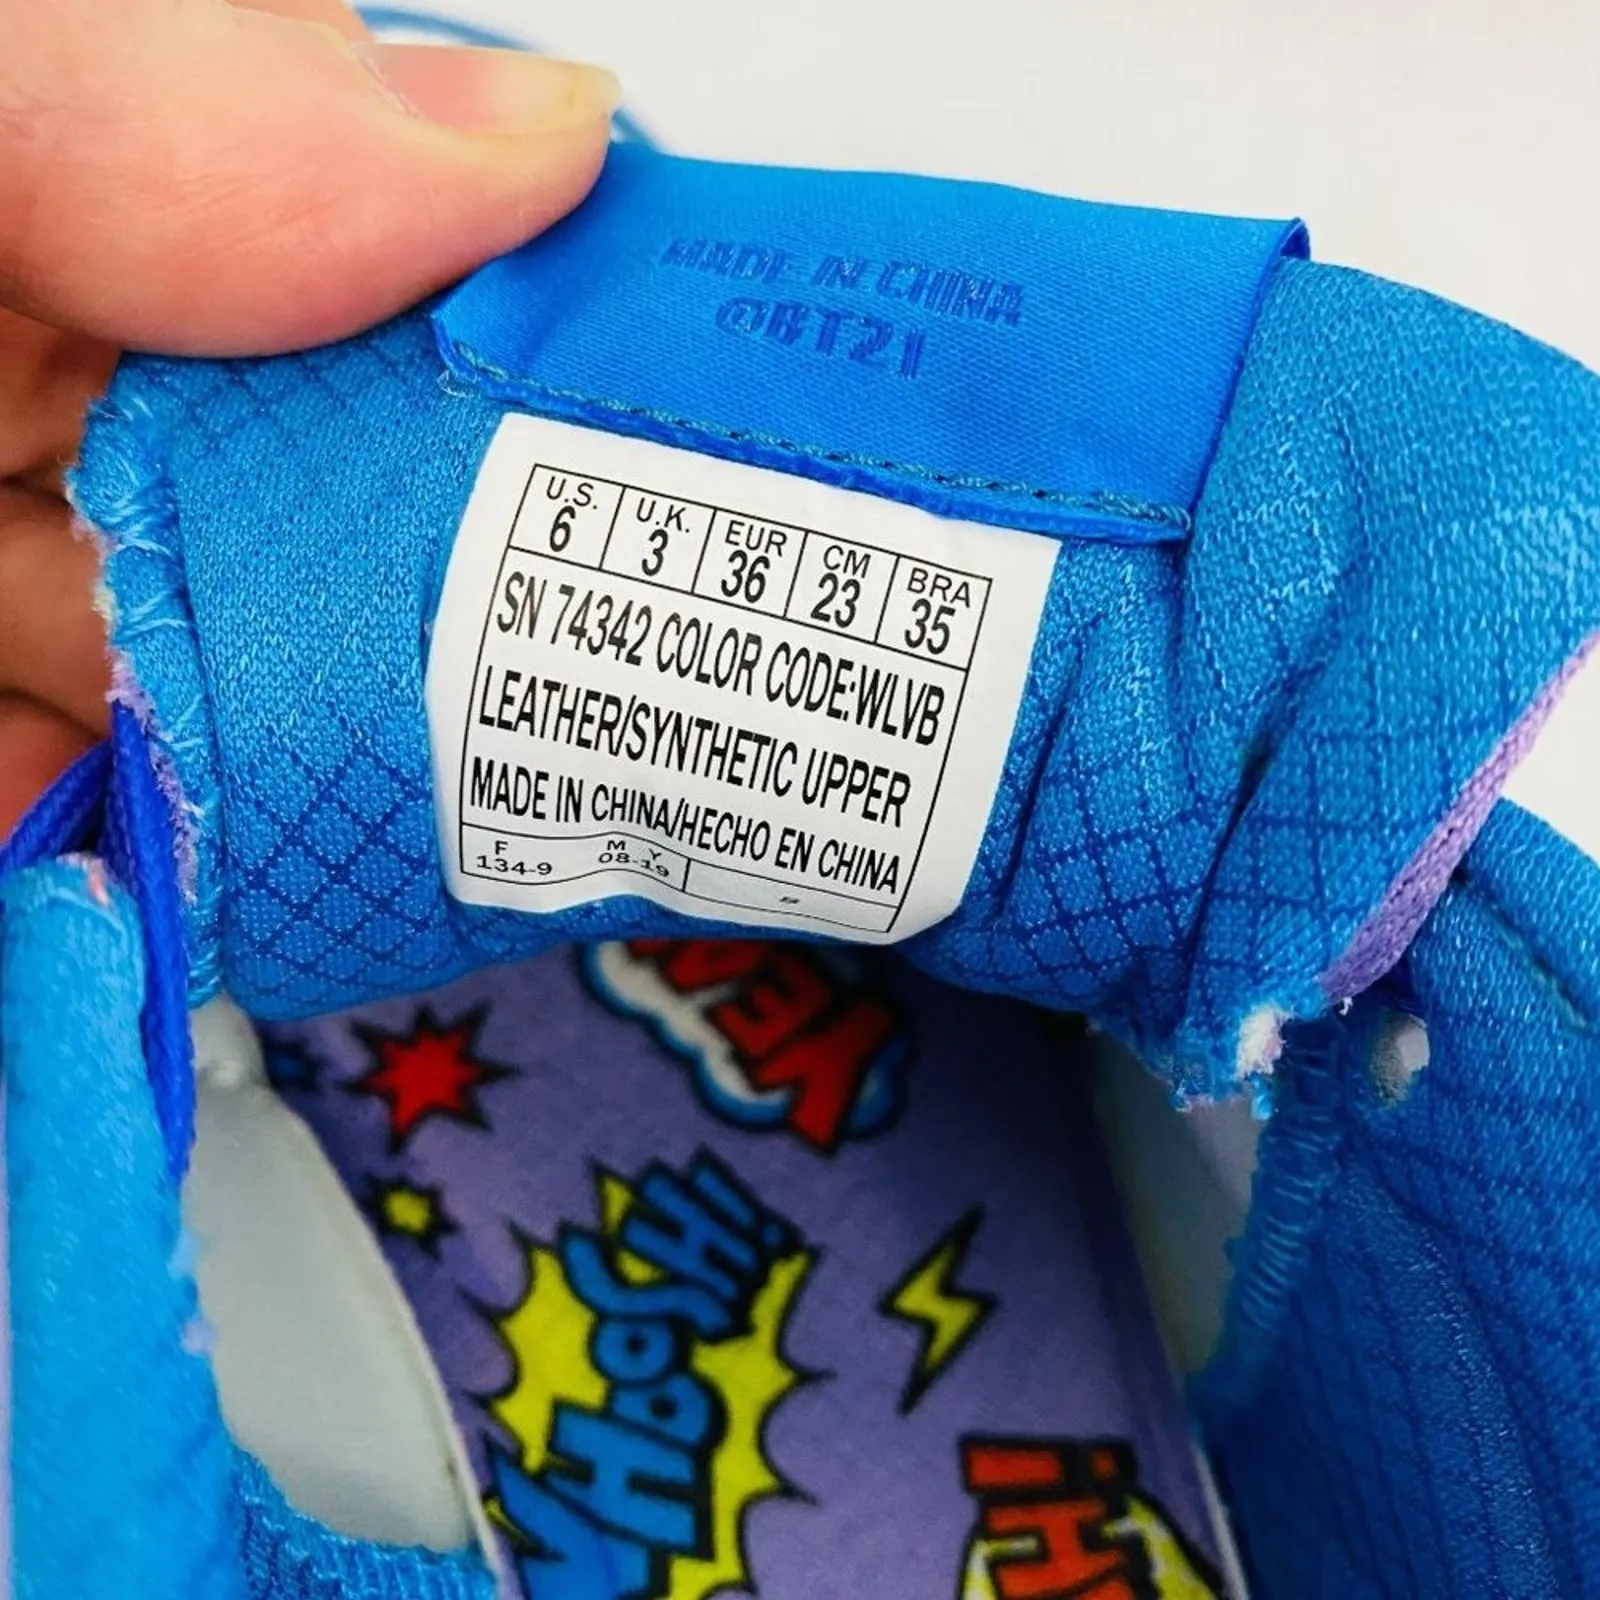 MADE IN CHINA
©BT21
U.S. U.K. EUR CM BRA
6 3 36 23 35
SN 74342 COLOR CODE:WLVB
LEATHER/SYNTHETIC UPPER
MADE IN CHINA/HECHO EN CHINA
F M Y
134-9 08-19
WHOOSH!